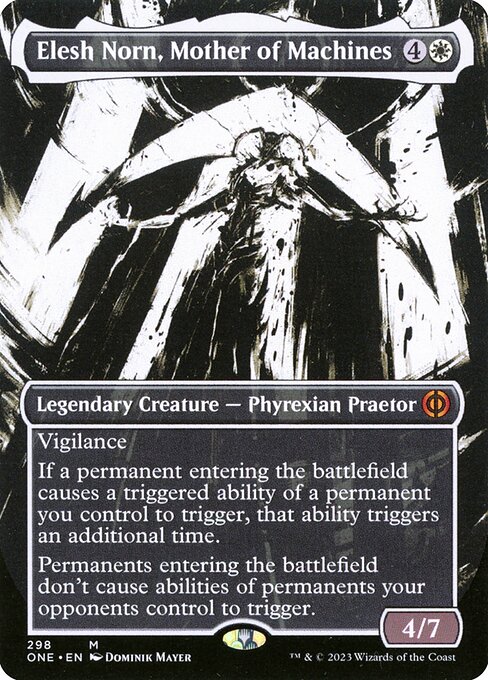 Elesh Norn, Mother of Machines 4
Legendary Creature — Phyrexian Praetor
Vigilance
If a permanent entering the battlefield
causes a triggered ability of a permanent
you control to trigger, that ability triggers
an additional time.
Permanents entering the battlefield
don't cause abilities of permanents your
opponents control to trigger.
4/7
298 M
ONE • EN Dominik Mayer
™ & © 2023 Wizards of the Coast